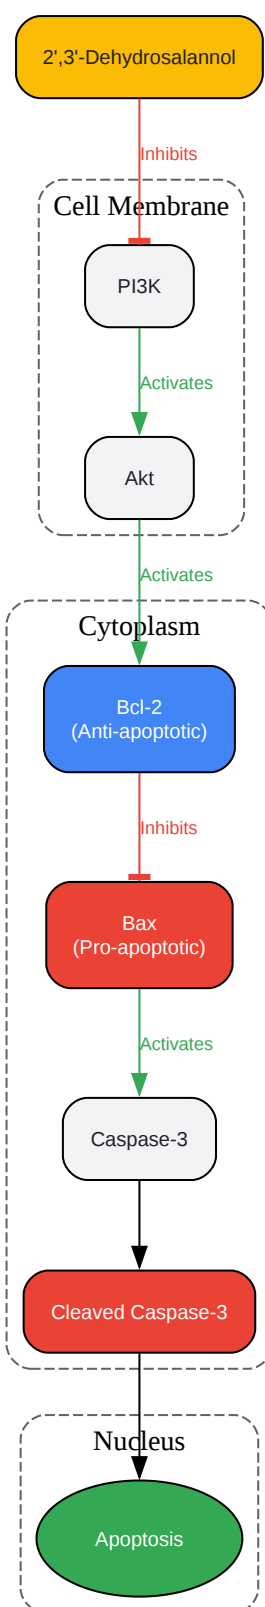 2',3'-Dehydrosalannol
Inhibits
Cell Membrane
PI3K
Activates
Akt
Activates
Cytoplasm
Bcl-2
(Anti-apoptotic)
Inhibits
Bax
(Pro-apoptotic)
Activates
Caspase-3
Cleaved Caspase-3
Nucleus
Apoptosis